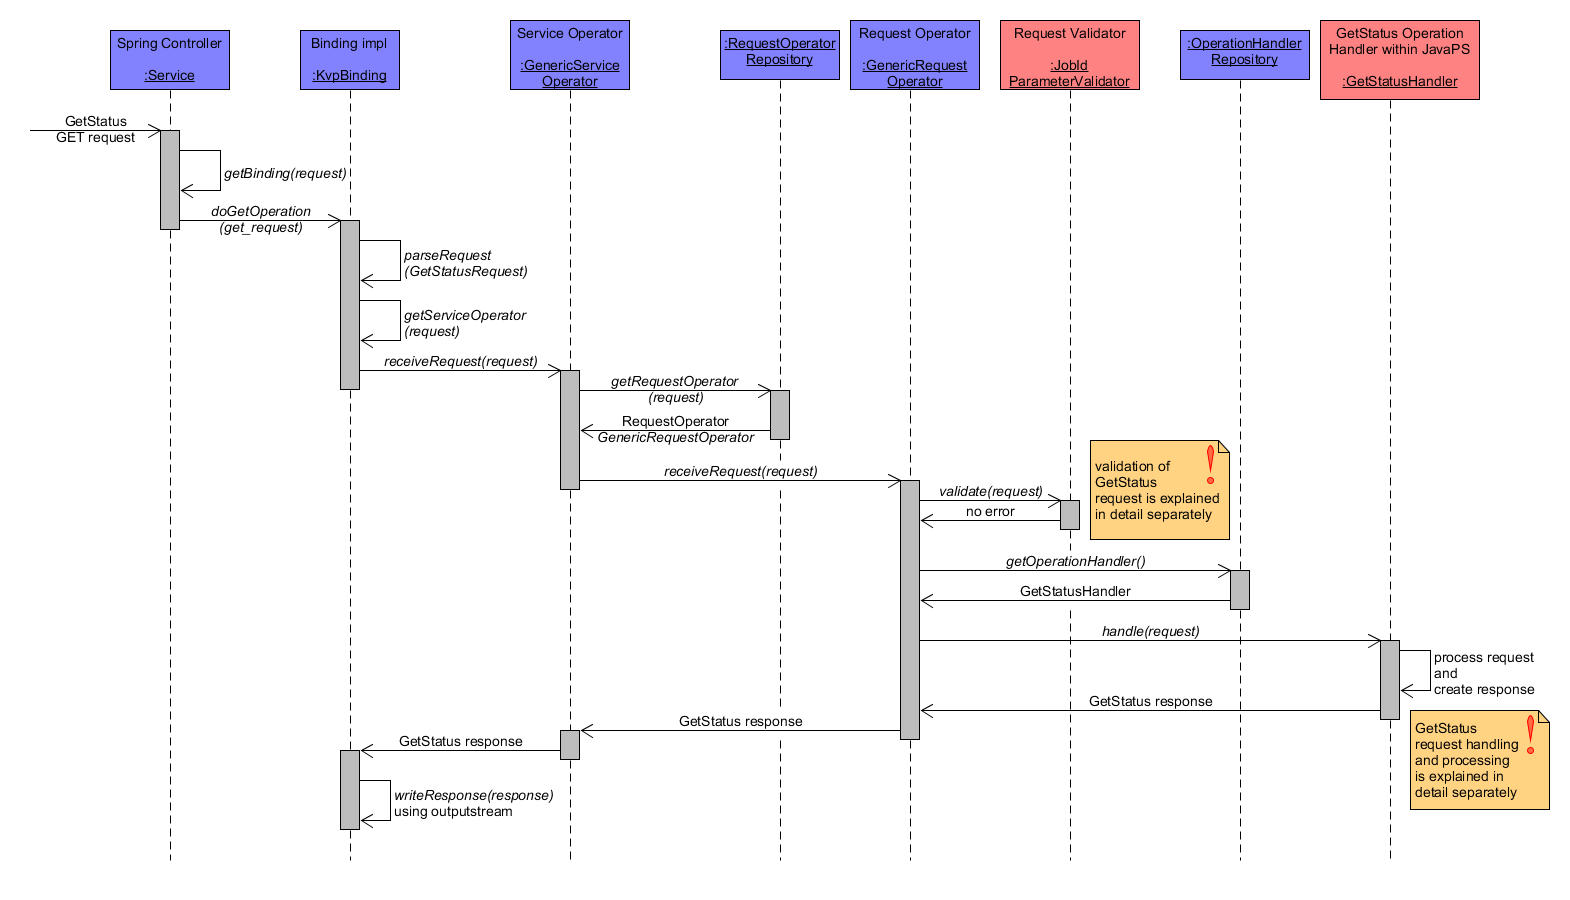 Spring Controller
:Service
Binding impl
:KvpBinding
Service Operator
:GenericService
Operator
:RequestOperator
Repository
Request Operator
:GenericRequest
Operator
Request Validator
:JobId
ParameterValidator
:OperationHandler
Repository
GetStatus Operation
Handler within JavaPS
:GetStatusHandler
GetStatus
GET request
getBinding(request)
doGetOperation
(get_request)
parseRequest
(GetStatusRequest)
getServiceOperator
(request)
receiveRequest(request)
getRequestOperator
(request)
RequestOperator
GenericRequestOperator
receiveRequest(request)
validate(request)
no error
validation of
GetStatus
request is explained
in detail separately
getOperationHandler()
GetStatusHandler
handle(request)
process request
and
create response
GetStatus response
GetStatus response
GetStatus response
GetStatus
request handling
and processing
is explained in
detail separately
writeResponse(response)
using outputstream